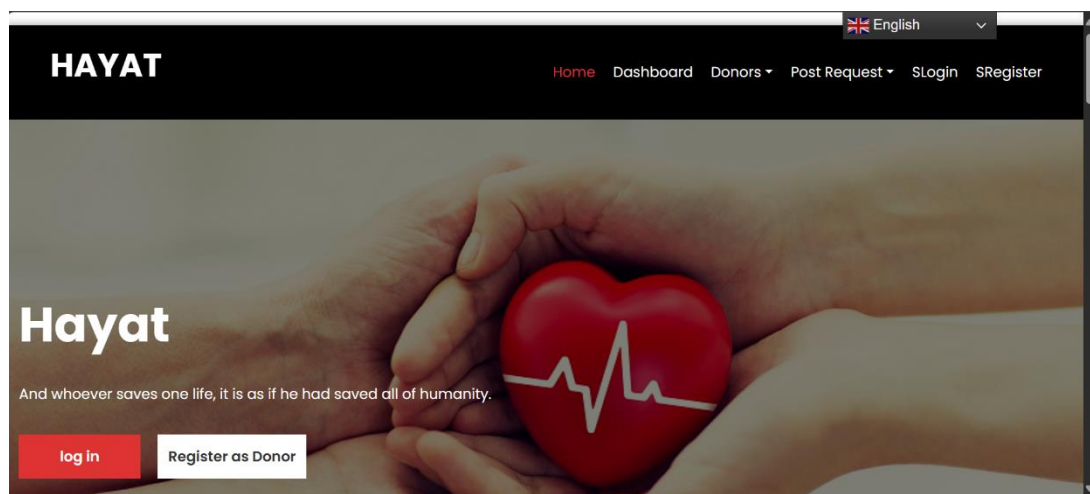 English
HAYAT
Home Dashboard Donors Post Request SLogin SRegister
Hayat
And whoever saves one life, it is as if he had saved all of humanity.
log in Register as Donor